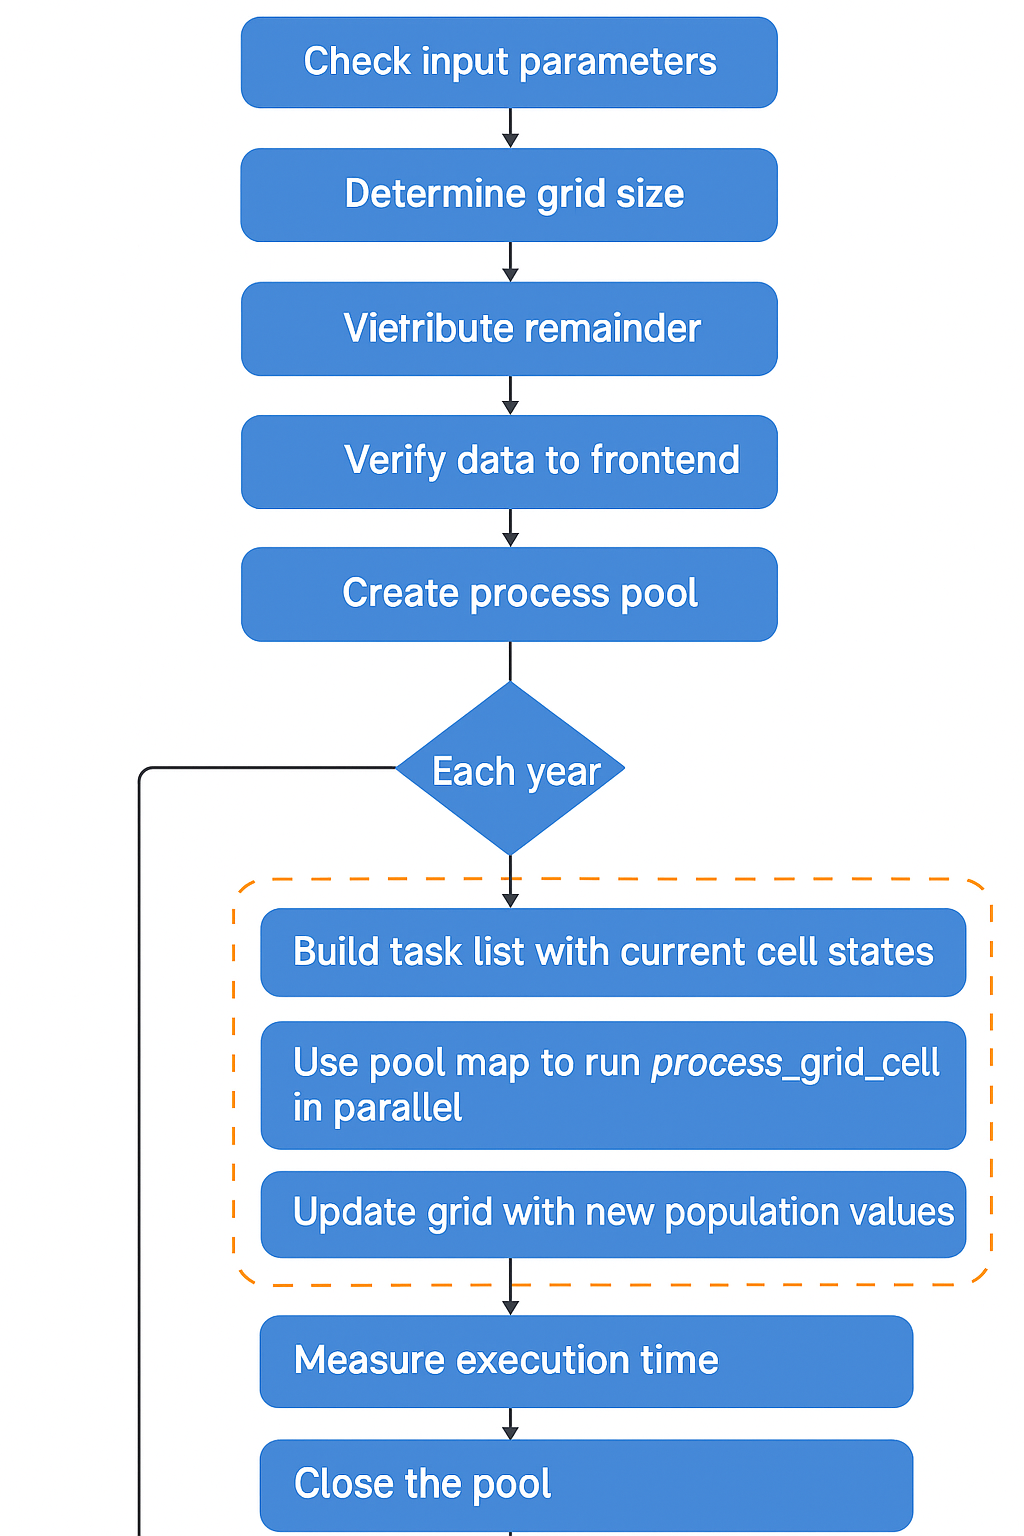 Check input parameters
Determine grid size
Vietribute remainder
Verify data to frontend
Create process pool
Each year
Build task list with current cell states
Use pool map to run process_grid_cell
in parallel
Update grid with new population values
Measure execution time
Close the pool